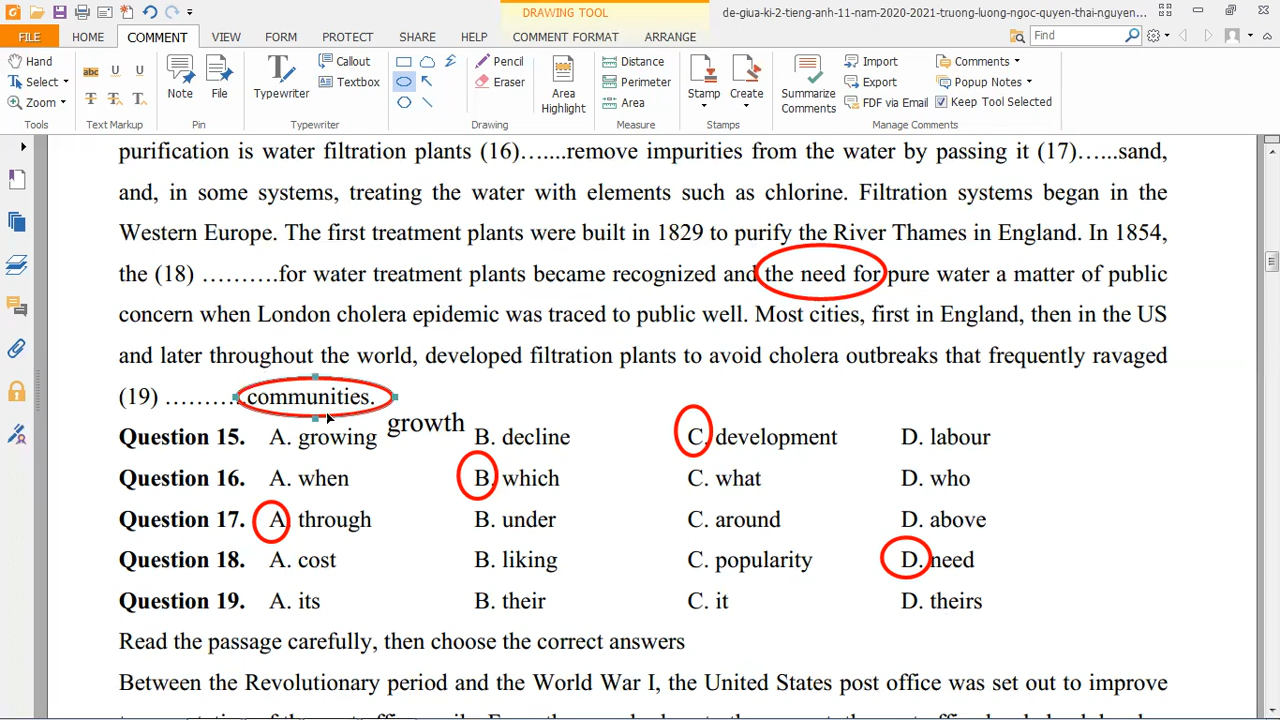 DRAWING TOOL
de-giua-ki-2-tieng-anh-11-nam-2020-2021-truong-luong-ngoc-quyen-thai-nguyen-...
FILE HOME COMMENT VIEW FORM PROTECT SHARE HELP COMMENT FORMAT ARRANGE
Find
Hand
Select
Zoom
Tools
abc U U
T T T
Text Markup
Note
File
Pin
Typewriter
Callout
Textbox
Typewriter
Pencil
Eraser
Area
Highlight
Drawing
Distance
Perimeter
Area
Measure
Stamp
Create
Stamps
Summarize
Comments
Import
Export
FDF via Email
Comments
Popup Notes
Keep Tool Selected
Manage Comments
purification is water filtration plants (16)…....remove impurities from the water by passing it (17)…...sand,
and, in some systems, treating the water with elements such as chlorine. Filtration systems began in the
Western Europe. The first treatment plants were built in 1829 to purify the River Thames in England. In 1854,
the (18) ……….for water treatment plants became recognized and the need for pure water a matter of public
concern when London cholera epidemic was traced to public well. Most cities, first in England, then in the US
and later throughout the world, developed filtration plants to avoid cholera outbreaks that frequently ravaged
(19) ………..communities.
growth
Question 15. A. growing B. decline C. development D. labour
Question 16. A. when B. which C. what D. who
Question 17. A. through B. under C. around D. above
Question 18. A. cost B. liking C. popularity D. need
Question 19. A. its B. their C. it D. theirs
Read the passage carefully, then choose the correct answers
Between the Revolutionary period and the World War I, the United States post office was set out to improve